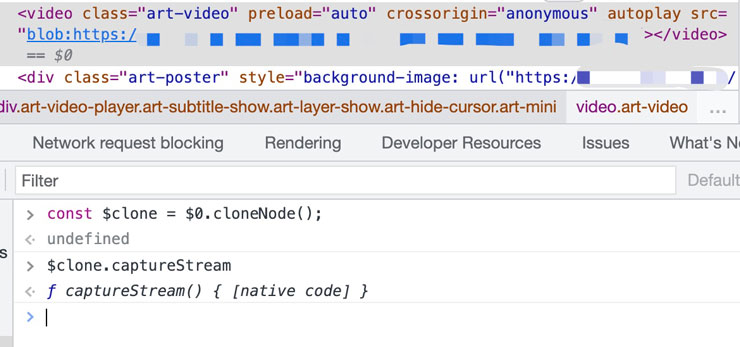 <video class="art-video" preload="auto" crossorigin="anonymous" autoplay src=
"blob:https:/ ></video>
== $0
<div class="art-poster" style="background-image: url("https:/ /
div.art-video-player.art-subtitle-show.art-layer-show.art-hide-cursor.art-mini video.art-video ...
Network request blocking Rendering Developer Resources Issues What's N
Filter Default
> const $clone = $0.cloneNode();
<· undefined
s
> $clone.captureStream
<· ƒ captureStream() { [native code] }
>